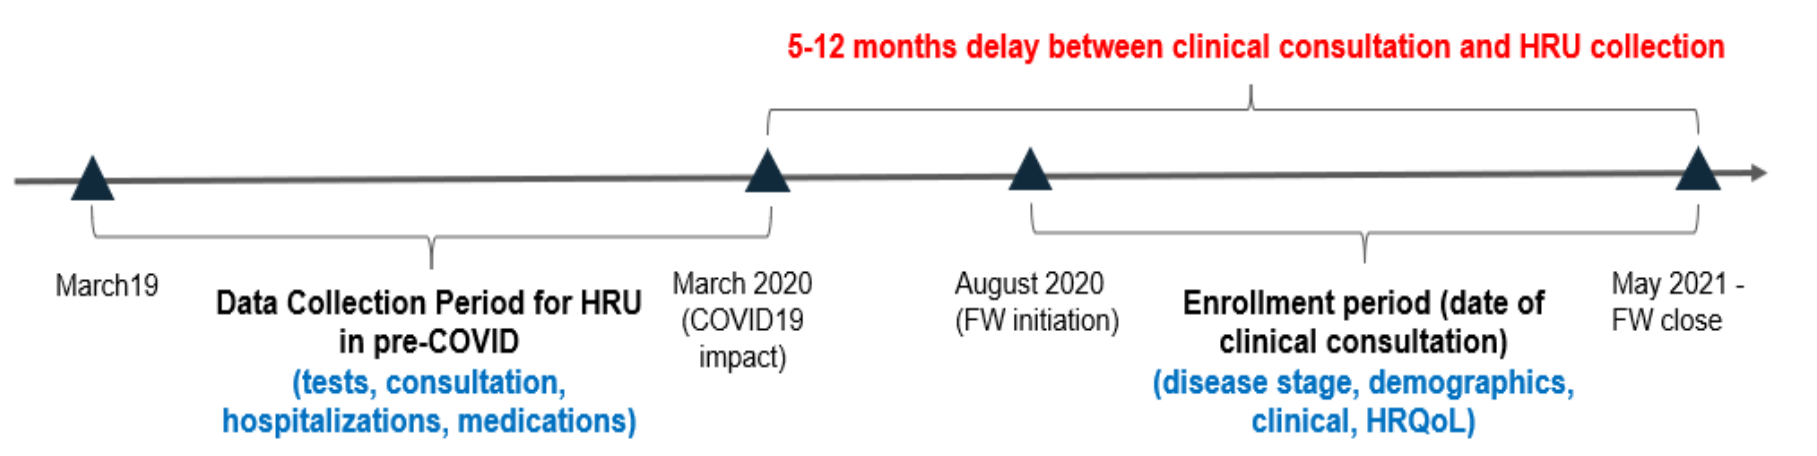 5-12 months delay between clinical consultation and HRU collection
March19
Data Collection Period for HRU
in pre-COVID
(tests, consultation,
hospitalizations, medications)
March 2020
(COVID19
impact)
August 2020
(FW initiation)
Enrollment period (date of
clinical consultation)
(disease stage, demographics,
clinical, HRQoL)
May 2021 -
FW close